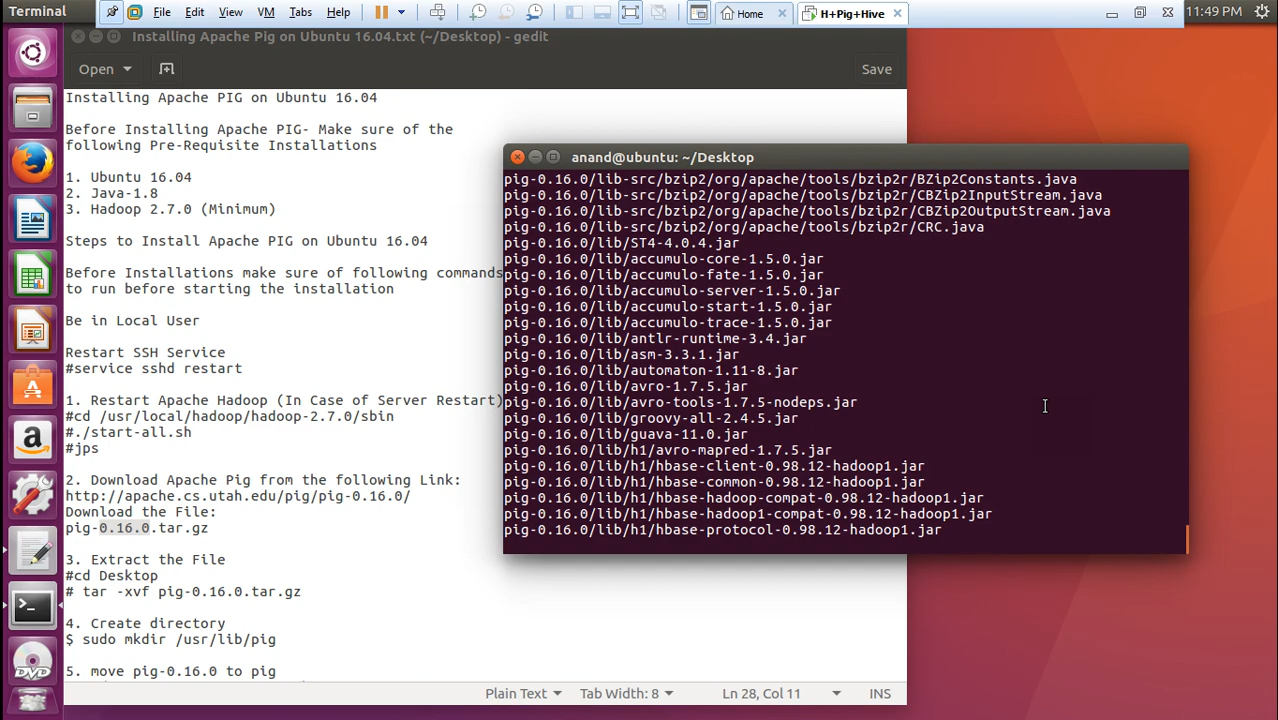 Terminal
File Edit View VM Tabs Help
Home
H+Pig+Hive
11:49 PM
Installing Apache Pig on Ubuntu 16.04.txt (~/Desktop) - gedit
Open
Save
Installing Apache PIG on Ubuntu 16.04
Before Installing Apache PIG- Make sure of the
following Pre-Requisite Installations
1. Ubuntu 16.04
2. Java-1.8
3. Hadoop 2.7.0 (Minimum)
Steps to Install Apache PIG on Ubuntu 16.04
Before Installations make sure of following commands
to run before starting the installation
Be in Local User
Restart SSH Service
#service sshd restart
1. Restart Apache Hadoop (In Case of Server Restart)
#cd /usr/local/hadoop/hadoop-2.7.0/sbin
#./start-all.sh
#jps
2. Download Apache Pig from the following Link:
http://apache.cs.utah.edu/pig/pig-0.16.0/
Download the File:
pig-0.16.0.tar.gz
3. Extract the File
#cd Desktop
# tar -xvf pig-0.16.0.tar.gz
4. Create directory
$ sudo mkdir /usr/lib/pig
5. move pig-0.16.0 to pig
Plain Text
Tab Width: 8
Ln 28, Col 11
INS
anand@ubuntu: ~/Desktop
pig-0.16.0/lib-src/bzip2/org/apache/tools/bzip2r/BZip2Constants.java
pig-0.16.0/lib-src/bzip2/org/apache/tools/bzip2r/CBZip2InputStream.java
pig-0.16.0/lib-src/bzip2/org/apache/tools/bzip2r/CBZip2OutputStream.java
pig-0.16.0/lib-src/bzip2/org/apache/tools/bzip2r/CRC.java
pig-0.16.0/lib/ST4-4.0.4.jar
pig-0.16.0/lib/accumulo-core-1.5.0.jar
pig-0.16.0/lib/accumulo-fate-1.5.0.jar
pig-0.16.0/lib/accumulo-server-1.5.0.jar
pig-0.16.0/lib/accumulo-start-1.5.0.jar
pig-0.16.0/lib/accumulo-trace-1.5.0.jar
pig-0.16.0/lib/antlr-runtime-3.4.jar
pig-0.16.0/lib/asm-3.3.1.jar
pig-0.16.0/lib/automaton-1.11-8.jar
pig-0.16.0/lib/avro-1.7.5.jar
pig-0.16.0/lib/avro-tools-1.7.5-nodeps.jar
pig-0.16.0/lib/groovy-all-2.4.5.jar
pig-0.16.0/lib/guava-11.0.jar
pig-0.16.0/lib/h1/avro-mapred-1.7.5.jar
pig-0.16.0/lib/h1/hbase-client-0.98.12-hadoop1.jar
pig-0.16.0/lib/h1/hbase-common-0.98.12-hadoop1.jar
pig-0.16.0/lib/h1/hbase-hadoop-compat-0.98.12-hadoop1.jar
pig-0.16.0/lib/h1/hbase-hadoop1-compat-0.98.12-hadoop1.jar
pig-0.16.0/lib/h1/hbase-protocol-0.98.12-hadoop1.jar
DVD